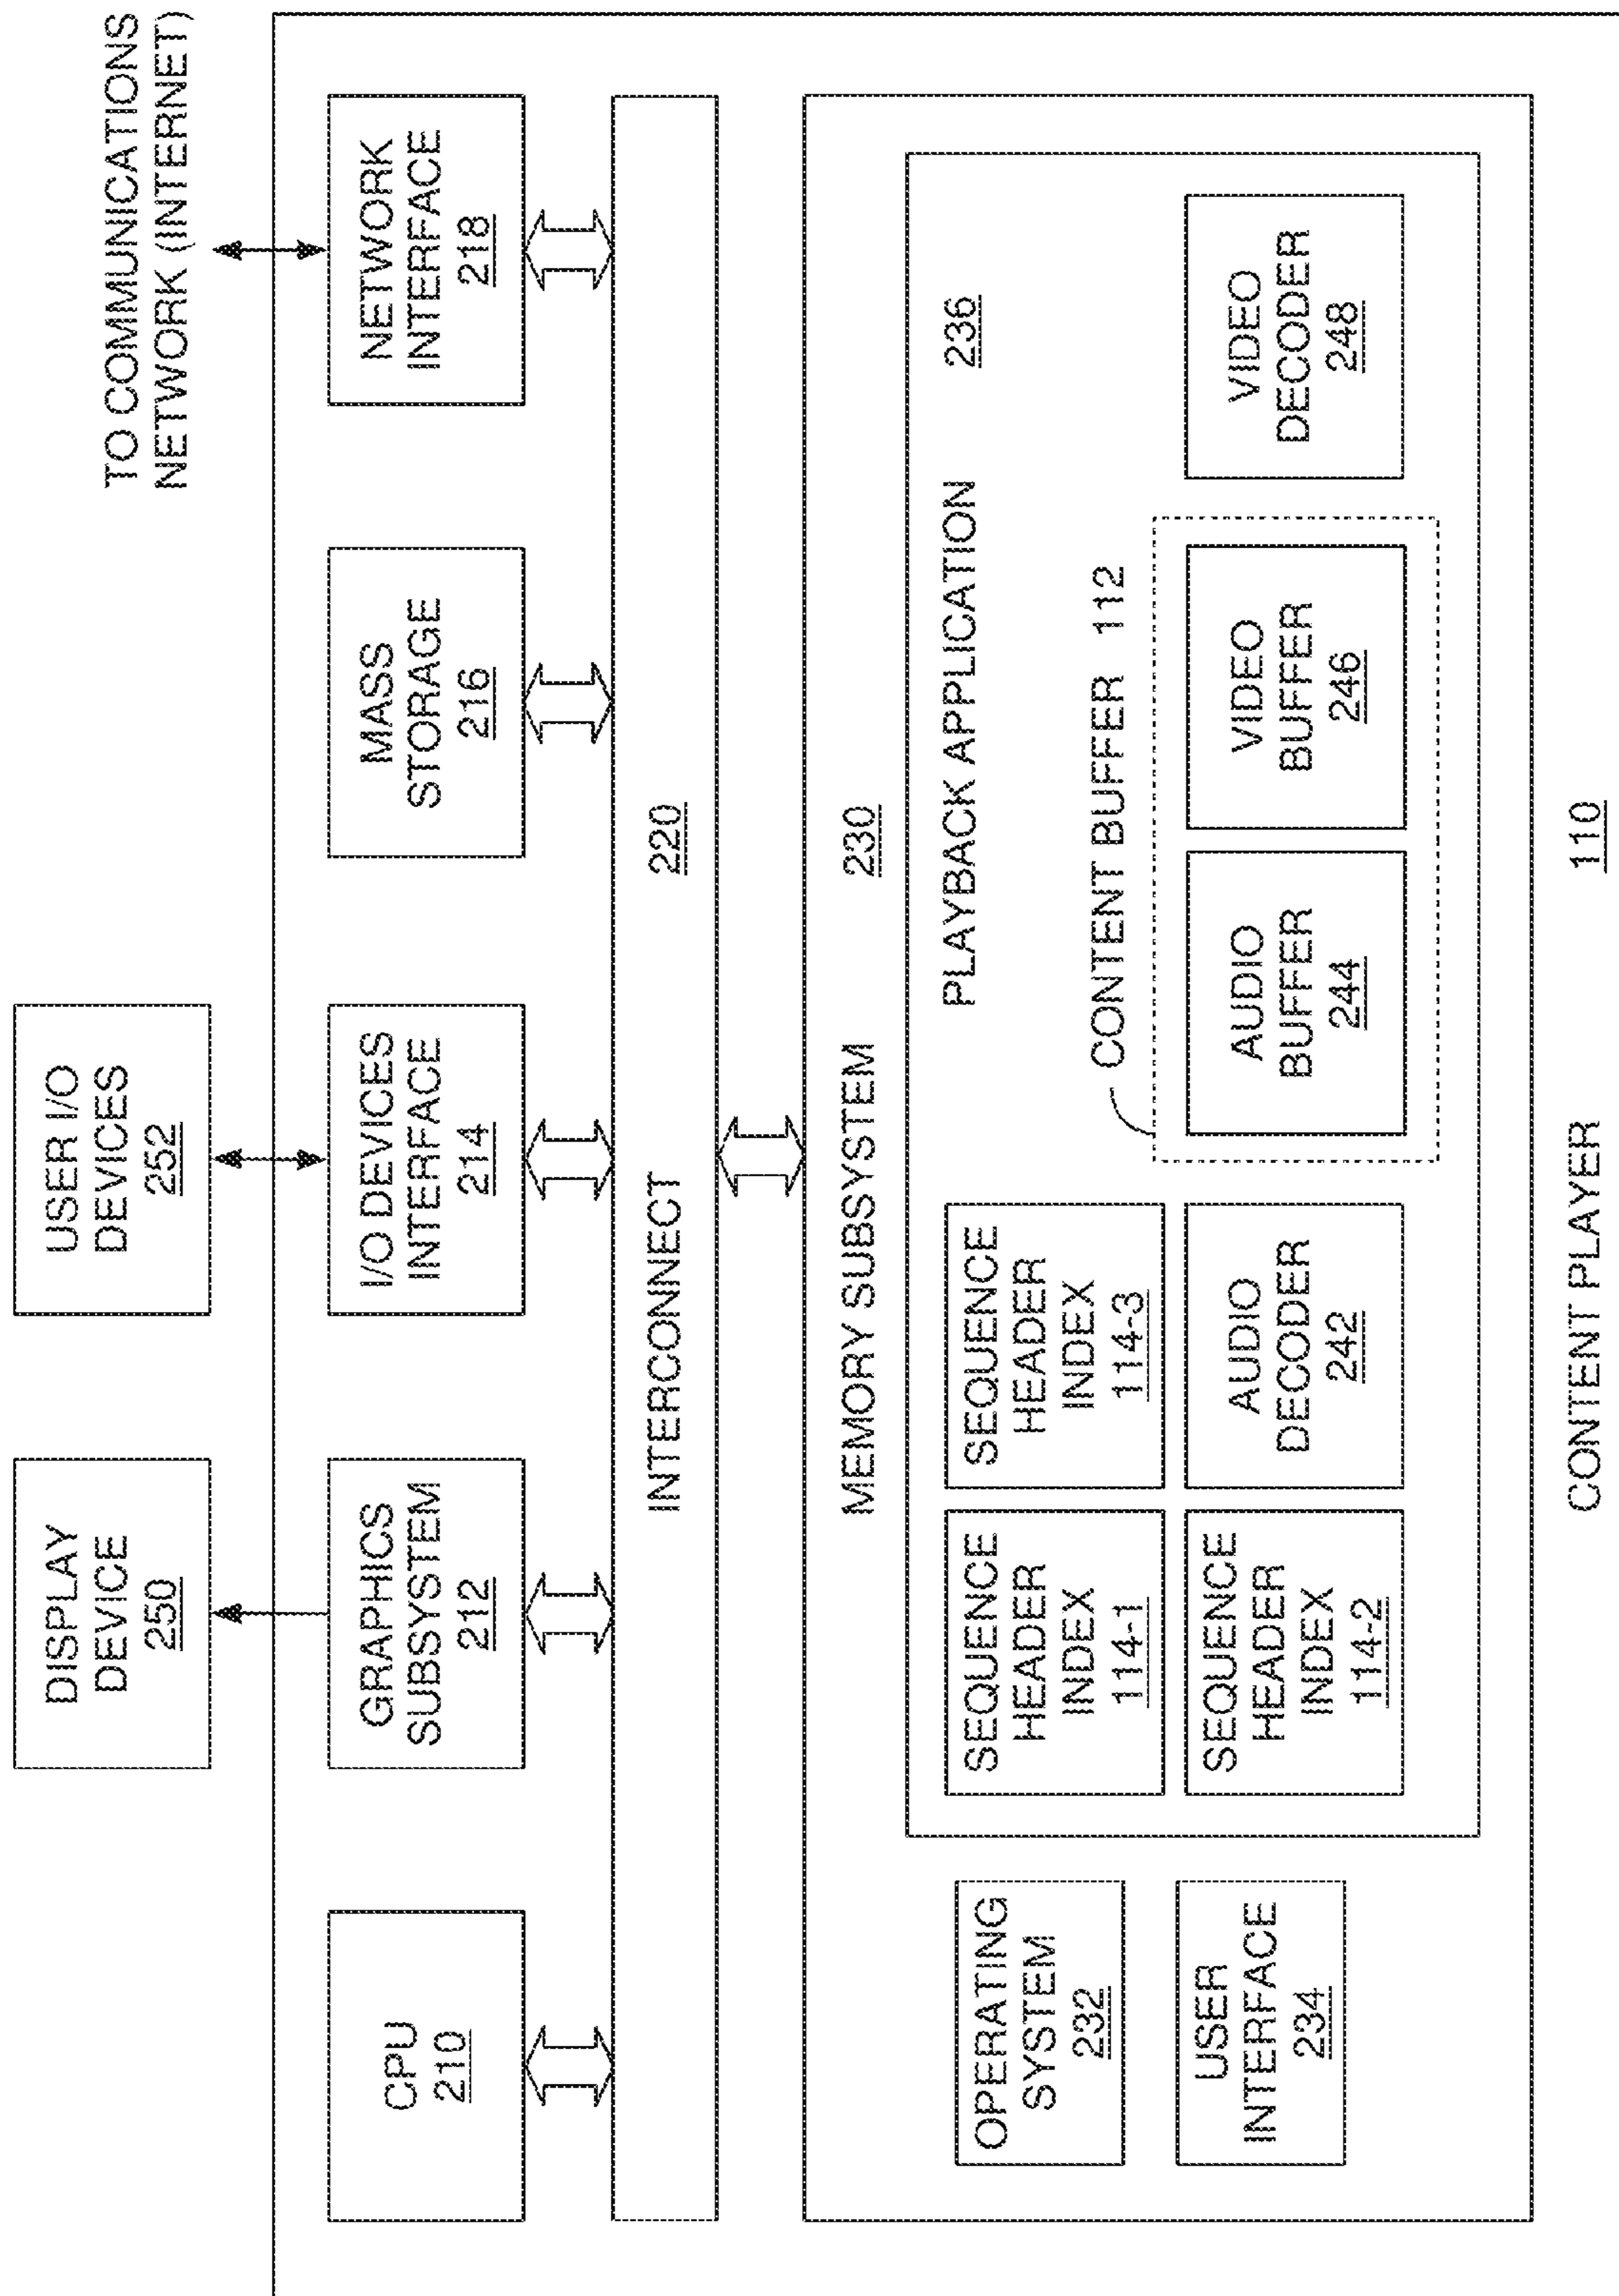 TO COMMUNICATIONS
NETWORK (INTERNET)
DISPLAY
DEVICE
250
USER I/O
DEVICES
252
CPU
210
GRAPHICS
SUBSYSTEM
212
I/O DEVICES
INTERFACE
214
MASS
STORAGE
216
NETWORK
INTERFACE
218
INTERCONNECT
220
MEMORY SUBSYSTEM
230
OPERATING
SYSTEM
232
USER
INTERFACE
234
PLAYBACK APPLICATION
236
SEQUENCE
HEADER
INDEX
114-1
SEQUENCE
HEADER
INDEX
114-3
CONTENT BUFFER 112
SEQUENCE
HEADER
INDEX
114-2
AUDIO
DECODER
242
AUDIO
BUFFER
244
VIDEO
BUFFER
246
VIDEO
DECODER
248
CONTENT PLAYER
110